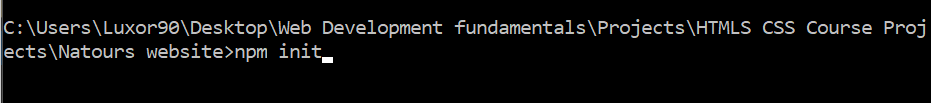 C:\Users\Luxor90\Desktop\Web Development fundamentals\Projects\HTMLS CSS Course Proj
ects\Natours website>npm init